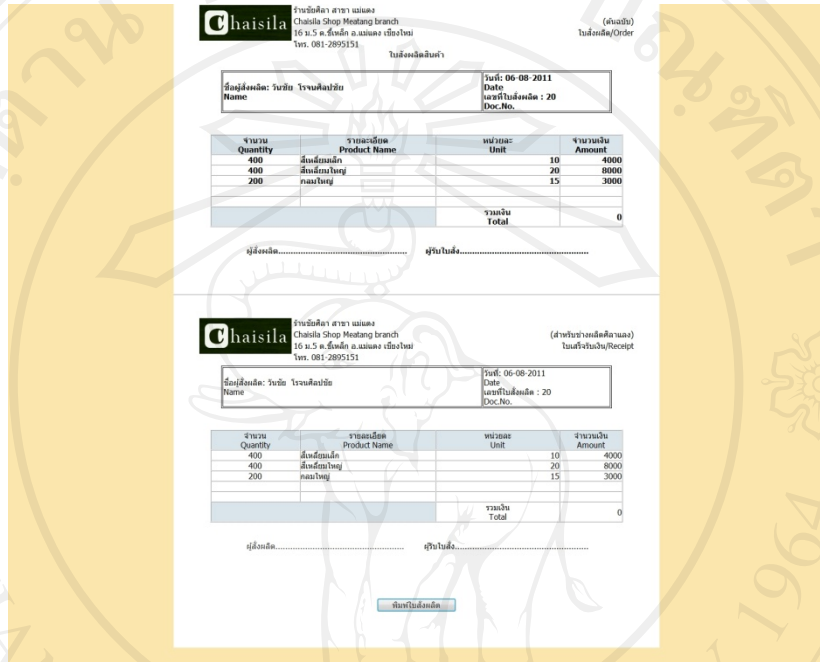 Chaisila
ร้านชัยศิลา สาขา แม่แตง
Chaisila Shop Meatang branch
16 ม.5 ต.ขี้เหล็ก อ.แม่แตง เชียงใหม่
โทร. 081-2895151
(ต้นฉบับ)
ใบสั่งผลิต/Order
ใบสั่งผลิตสินค้า
ชื่อผู้สั่งผลิต: วันชัย โรจนศิลปชัย
Name
วันที่: 06-08-2011
Date
เลขที่ใบสั่งผลิต : 20
Doc.No.
จำนวน รายละเอียด หน่วยละ จำนวนเงิน
Quantity Product Name Unit Amount
400 สี่เหลี่ยมเล็ก 10 4000
400 สี่เหลี่ยมใหญ่ 20 8000
200 กลมใหญ่ 15 3000
รวมเงิน
Total 0
ผู้สั่งผลิต.................................................... ผู้รับใบสั่ง....................................................
Chaisila
ร้านชัยศิลา สาขา แม่แตง
Chaisila Shop Meatang branch
16 ม.5 ต.ขี้เหล็ก อ.แม่แตง เชียงใหม่
โทร. 081-2895151
(สำหรับช่างผลิตศิลาแลง)
ใบเสร็จรับเงิน/Receipt
ชื่อผู้สั่งผลิต: วันชัย โรจนศิลปชัย
Name
วันที่: 06-08-2011
Date
เลขที่ใบสั่งผลิต : 20
Doc.No.
จำนวน รายละเอียด หน่วยละ จำนวนเงิน
Quantity Product Name Unit Amount
400 สี่เหลี่ยมเล็ก 10 4000
400 สี่เหลี่ยมใหญ่ 20 8000
200 กลมใหญ่ 15 3000
รวมเงิน
Total 0
ผู้สั่งผลิต.................................................... ผู้รับใบสั่ง....................................................
พิมพ์ใบสั่งผลิต
1964